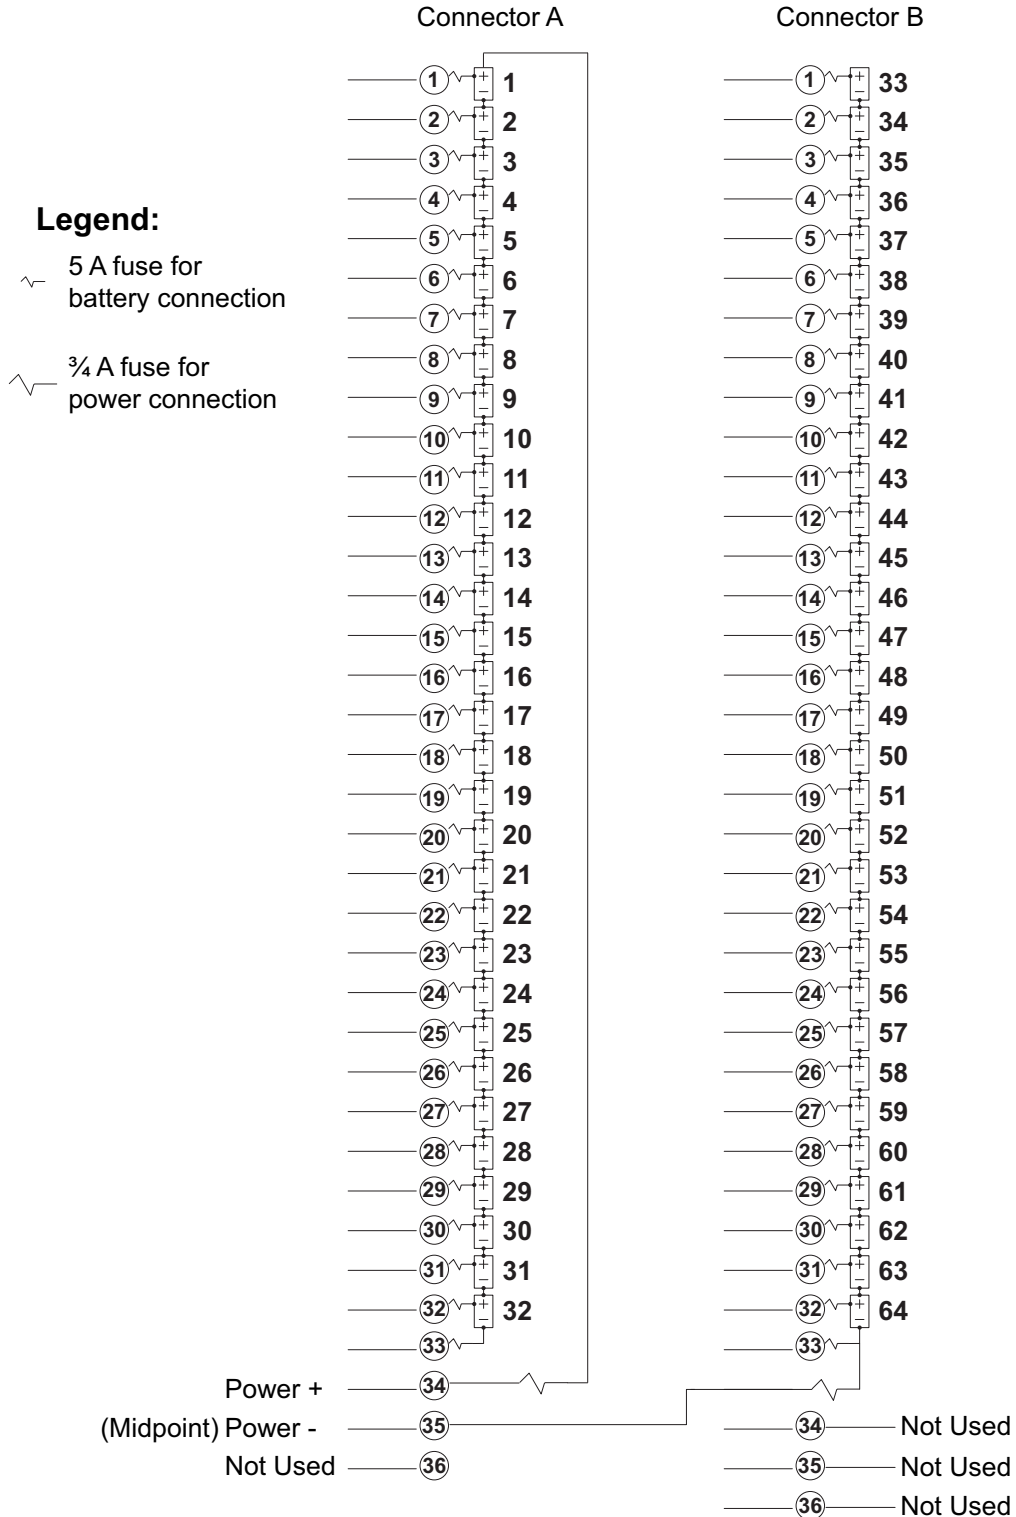 Connector A
Connector B
1 + − 1
1 + − 33
2 + − 2
2 + − 34
3 + − 3
3 + − 35
4 + − 4
4 + − 36
Legend:
5 + − 5
5 + − 37
5 A fuse for
battery connection
6 + − 6
6 + − 38
7 + − 7
7 + − 39
¾ A fuse for
power connection
8 + − 8
8 + − 40
9 + − 9
9 + − 41
10 + − 10
10 + − 42
11 + − 11
11 + − 43
12 + − 12
12 + − 44
13 + − 13
13 + − 45
14 + − 14
14 + − 46
15 + − 15
15 + − 47
16 + − 16
16 + − 48
17 + − 17
17 + − 49
18 + − 18
18 + − 50
19 + − 19
19 + − 51
20 + − 20
20 + − 52
21 + − 21
21 + − 53
22 + − 22
22 + − 54
23 + − 23
23 + − 55
24 + − 24
24 + − 56
25 + − 25
25 + − 57
26 + − 26
26 + − 58
27 + − 27
27 + − 59
28 + − 28
28 + − 60
29 + − 29
29 + − 61
30 + − 30
30 + − 62
31 + − 31
31 + − 63
32 + − 32
32 + − 64
33
33
Power + 34
(Midpoint) Power - 35
34 Not Used
Not Used 36
35 Not Used
36 Not Used